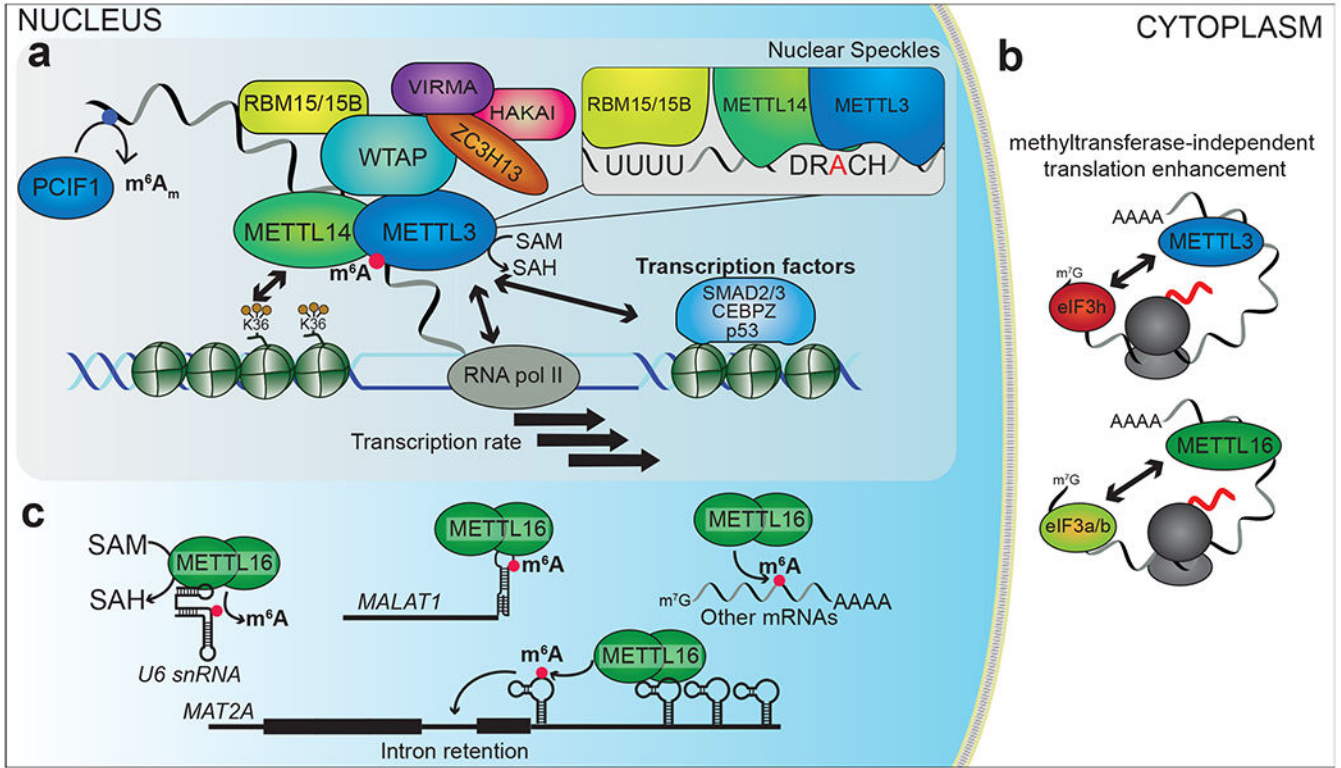 NUCLEUS
CYTOPLASM
a
Nuclear Speckles
RBM15/15B
VIRMA
HAKAI
ZC3H13
WTAP
PCIF1
m⁶Aₘ
METTL14
METTL3
m⁶A
SAM
SAH
RBM15/15B
METTL14
METTL3
UUUU
DRACH
K36
K36
Transcription factors
SMAD2/3
CEBPZ
p53
RNA pol II
Transcription rate
b
methyltransferase-independent
translation enhancement
AAAA
METTL3
m⁷G
eIF3h
AAAA
METTL16
m⁷G
eIF3a/b
c
SAM
METTL16
SAH
m⁶A
U6 snRNA
METTL16
m⁶A
MALAT1
METTL16
m⁶A
m⁷G
AAAA
Other mRNAs
m⁶A
METTL16
MAT2A
Intron retention